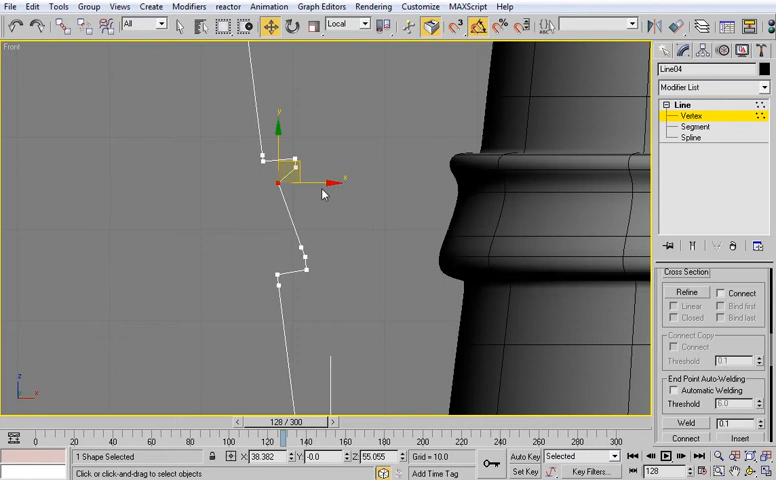 File Edit Tools Group Views Create Modifiers reactor Animation Graph Editors Rendering Customize MAXScript Help
All
Local
Front
Line04
Modifier List
Line
Vertex
Segment
Spline
y
x
Cross Section
Refine Connect
Linear Bind first
Closed Bind last
Connect Copy
Connect
Threshold 0.1
End Point Auto-Welding
Automatic Welding
Threshold 6.0
Weld 0.1
Connect Insert
z
x
128 / 300
0 20 40 60 80 100 120 140 160 180 200 220 240 260 280 300
1 Shape Selected X: 38.382 Y: -0.0 Z: 55.055 Grid = 10.0 Auto Key Selected
Click or click-and-drag to select objects Add Time Tag Set Key Key Filters... 128